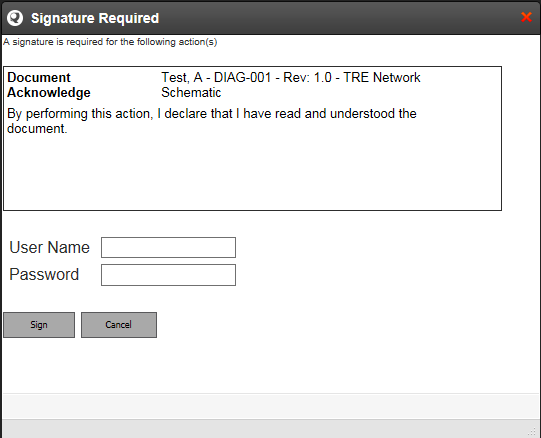 Signature Required
A signature is required for the following action(s)
Document Test, A - DIAG-001 - Rev: 1.0 - TRE Network
Acknowledge Schematic
By performing this action, I declare that I have read and understood the
document.
User Name
Password
Sign Cancel